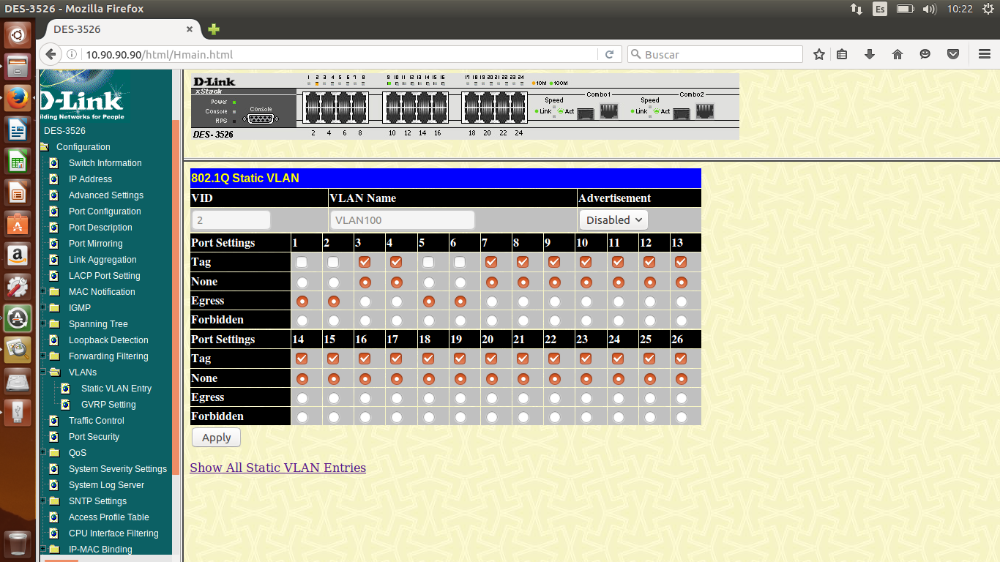 DES-3526 - Mozilla Firefox
Es
10:22
DES-3526
10.90.90.90/html/Hmain.html
Buscar
D-Link
Building Networks for People
DES-3526
Configuration
Switch Information
IP Address
Advanced Settings
Port Configuration
Port Description
Port Mirroring
Link Aggregation
LACP Port Setting
MAC Notification
IGMP
Spanning Tree
Loopback Detection
Forwarding Filtering
VLANs
Static VLAN Entry
GVRP Setting
Traffic Control
Port Security
QoS
System Severity Settings
System Log Server
SNTP Settings
Access Profile Table
CPU Interface Filtering
IP-MAC Binding
D-Link
xStack
Power
Console
RPS
Console
DES- 3526
1 2 3 4 5 6 7 8
9 10 11 12 13 14 15 16
17 18 19 20 21 22 23 24
10M 100M
Combo1
Combo2
Speed
Speed
Link Act
Link Act
2 4 6 8
10 12 14 16
18 20 22 24
802.1Q Static VLAN
VID VLAN Name Advertisement
2 VLAN100 Disabled
Port Settings 1 2 3 4 5 6 7 8 9 10 11 12 13
Tag
None
Egress
Forbidden
Port Settings 14 15 16 17 18 19 20 21 22 23 24 25 26
Tag
None
Egress
Forbidden
Apply
Show All Static VLAN Entries